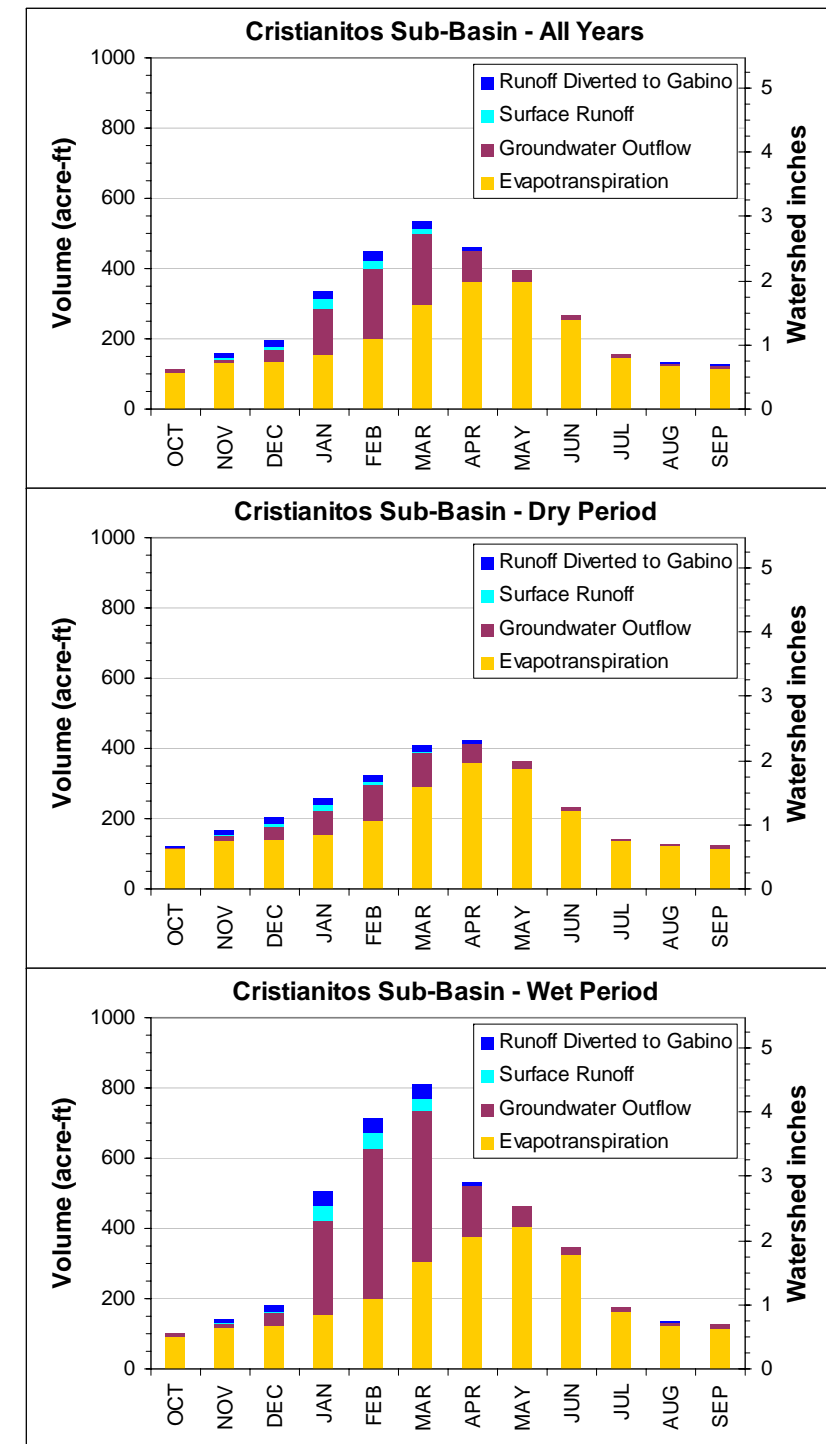 Cristianitos Sub-Basin - All Years
Volume (acre-ft)
1000
800
600
400
200
0
Runoff Diverted to Gabino
Surface Runoff
Groundwater Outflow
Evapotranspiration
5
4
3
2
1
0
Watershed inches
OCT NOV DEC JAN FEB MAR APR MAY JUN JUL AUG SEP
Cristianitos Sub-Basin - Dry Period
Volume (acre-ft)
1000
800
600
400
200
0
Runoff Diverted to Gabino
Surface Runoff
Groundwater Outflow
Evapotranspiration
5
4
3
2
1
0
Watershed inches
OCT NOV DEC JAN FEB MAR APR MAY JUN JUL AUG SEP
Cristianitos Sub-Basin - Wet Period
Volume (acre-ft)
1000
800
600
400
200
0
Runoff Diverted to Gabino
Surface Runoff
Groundwater Outflow
Evapotranspiration
5
4
3
2
1
0
Watershed inches
OCT NOV DEC JAN FEB MAR APR MAY JUN JUL AUG SEP